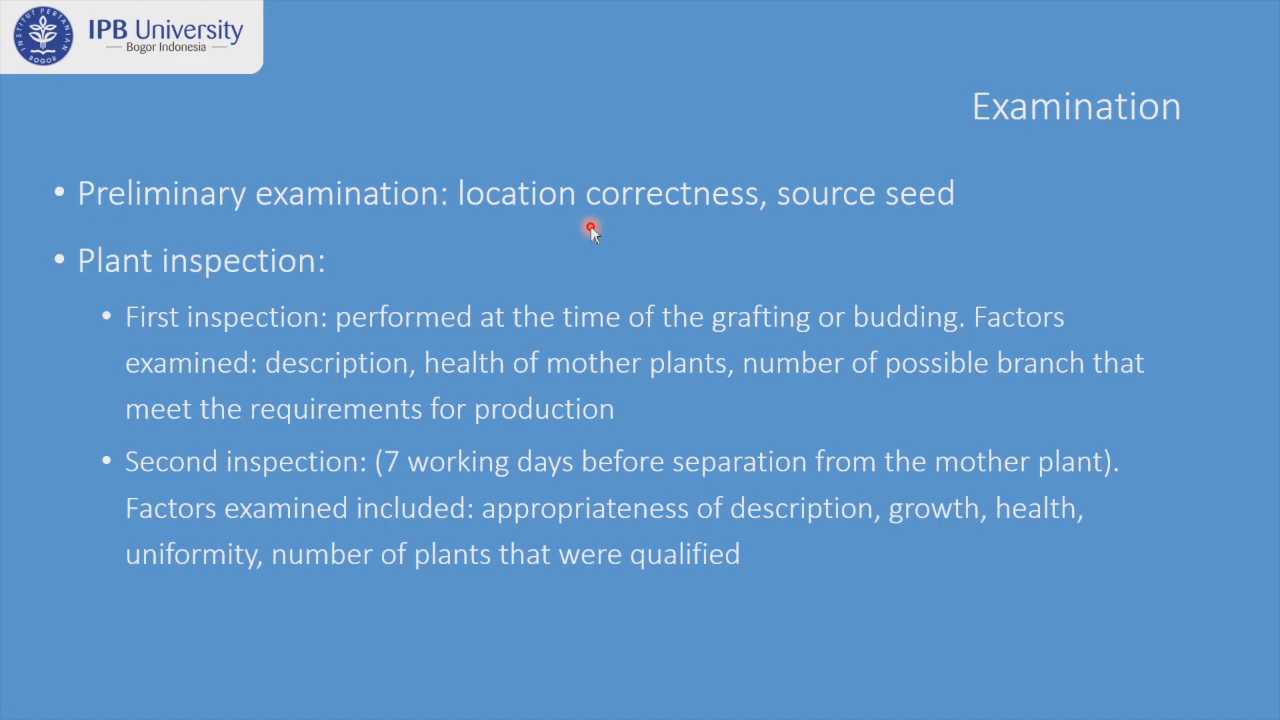 INSTITUT PERTANIAN BOGOR
IPB University
Bogor Indonesia
Examination
• Preliminary examination: location correctness, source seed
• Plant inspection:
• First inspection: performed at the time of the grafting or budding. Factors
examined: description, health of mother plants, number of possible branch that
meet the requirements for production
• Second inspection: (7 working days before separation from the mother plant).
Factors examined included: appropriateness of description, growth, health,
uniformity, number of plants that were qualified